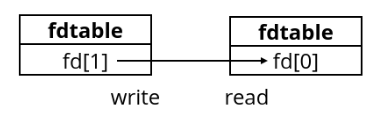 fdtable
fd[1]
write
fdtable
fd[0]
read